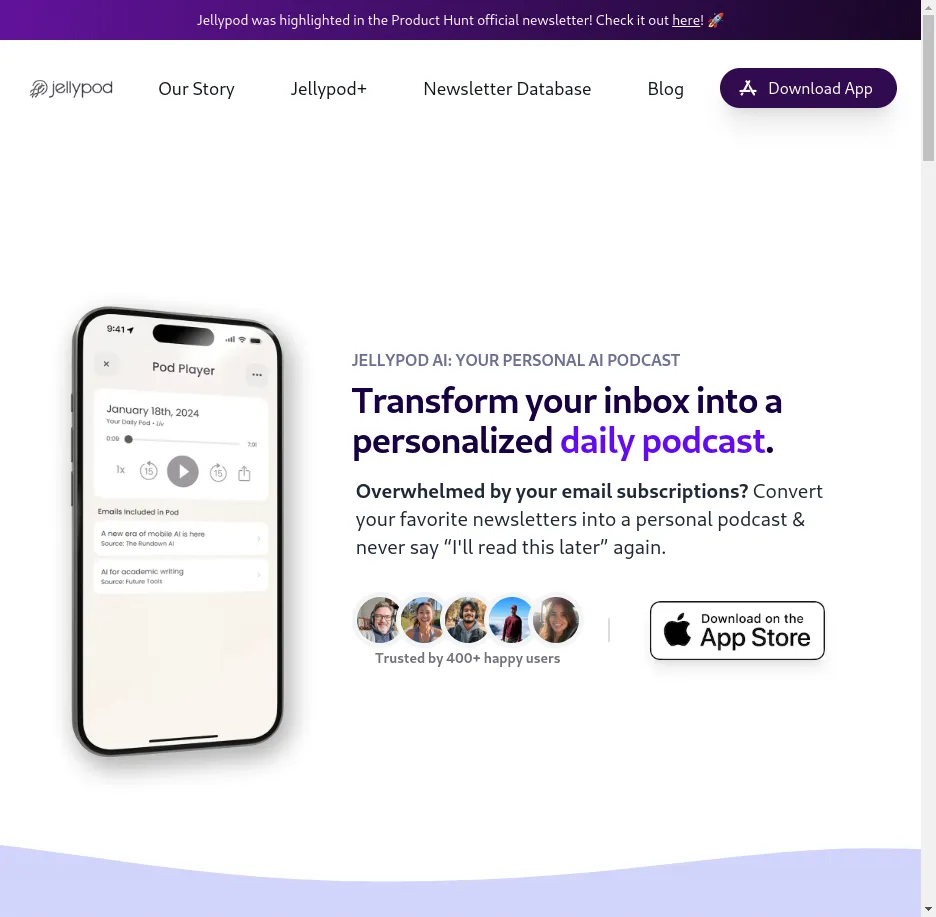 Jellypod was highlighted in the Product Hunt official newsletter! Check it out here! 🚀
jellypod
Our Story
Jellypod+
Newsletter Database
Blog
Download App
9:41
Pod Player
January 18th, 2024
Your Daily Pod • Liv
0:09
7:01
1x
15
15
Emails Included in Pod
A new era of mobile AI is here
Source: The Rundown AI
AI for academic writing
Source: Future Tools
JELLYPOD AI: YOUR PERSONAL AI PODCAST
Transform your inbox into a
personalized daily podcast.
Overwhelmed by your email subscriptions? Convert
your favorite newsletters into a personal podcast &
never say “I'll read this later” again.
Trusted by 400+ happy users
Download on the
App Store